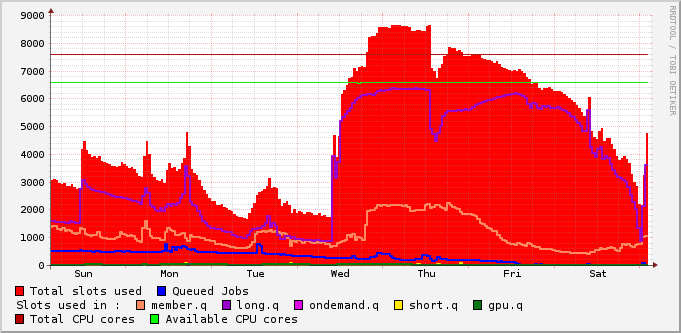 9000
8000
7000
6000
5000
4000
3000
2000
1000
0
Sun Mon Tue Wed Thu Fri Sat
RRDTOOL / TOBI OETIKER
Total slots used Queued Jobs
Slots used in : member.q long.q ondemand.q short.q gpu.q
Total CPU cores Available CPU cores